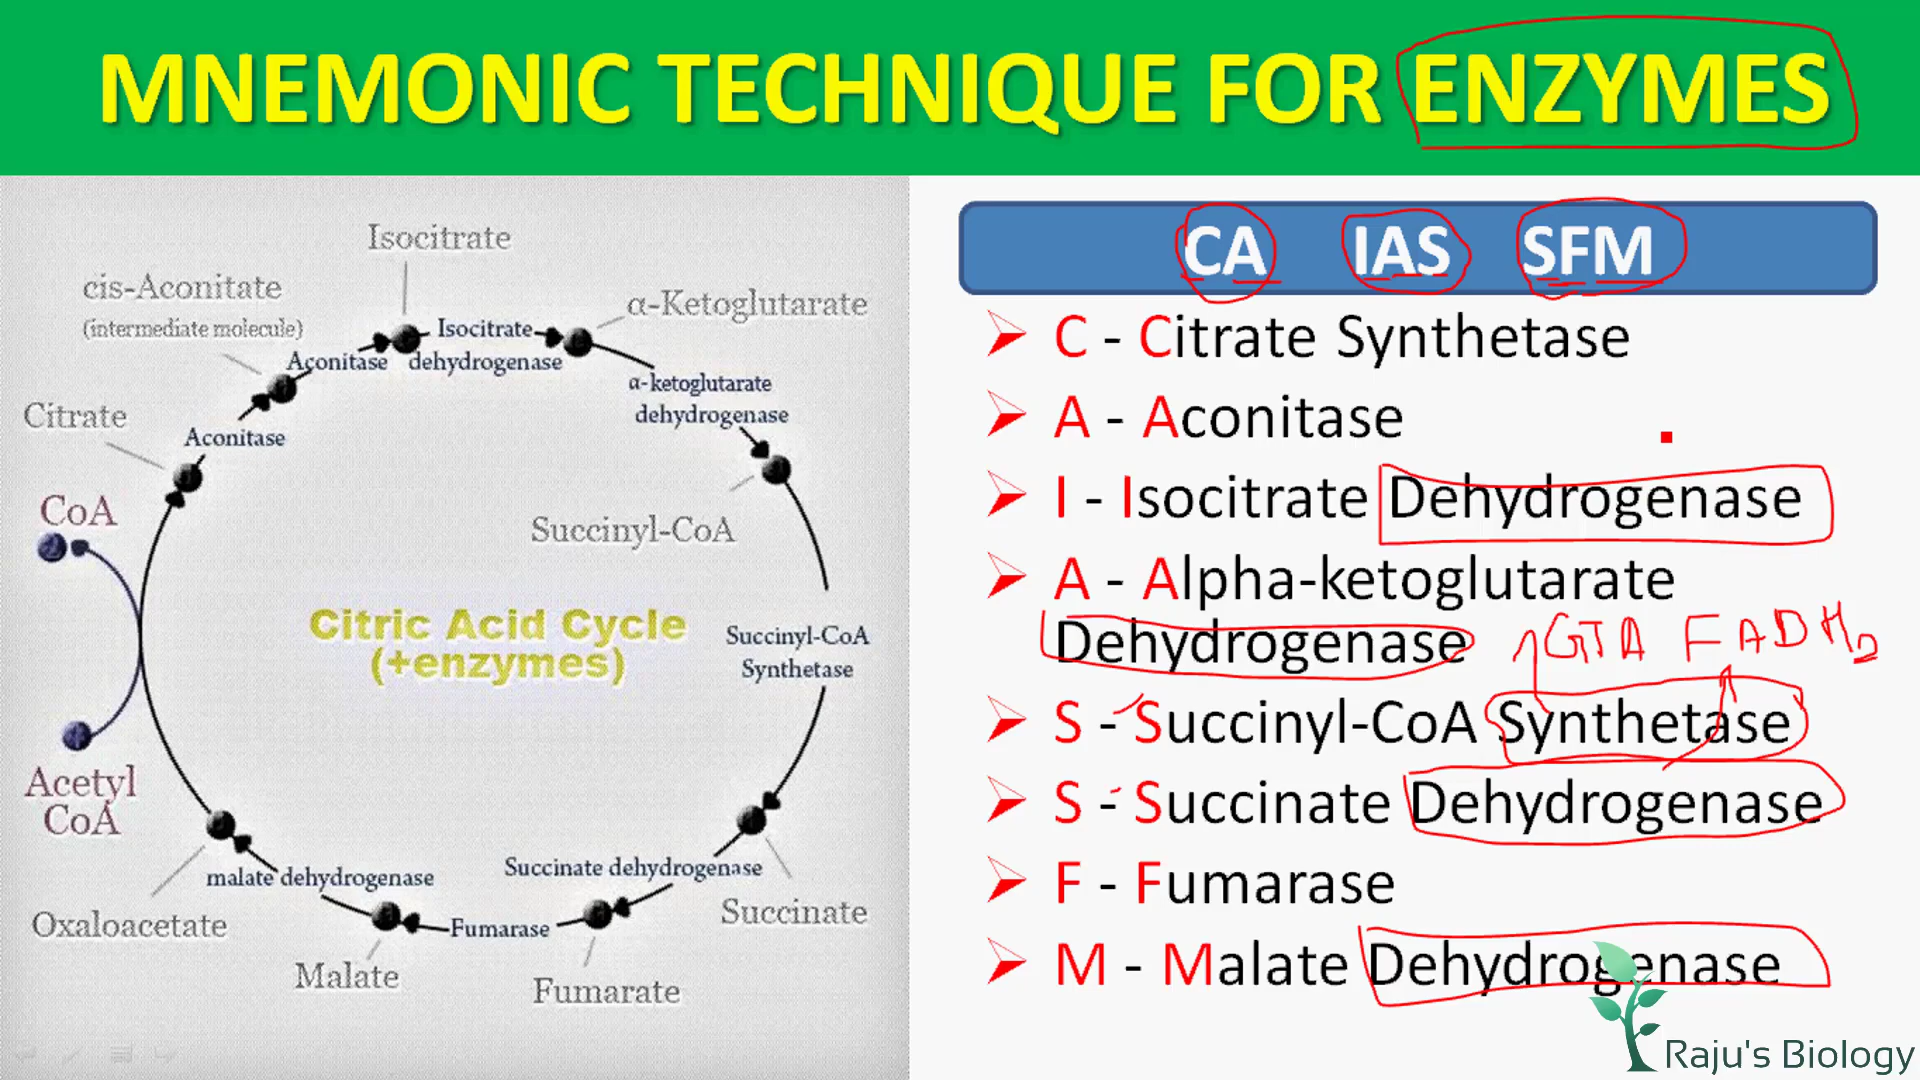 MNEMONIC TECHNIQUE FOR ENZYMES
Isocitrate
cis-Aconitate
(intermediate molecule)
α-Ketoglutarate
Isocitrate
dehydrogenase
Aconitase
α-ketoglutarate
dehydrogenase
Citrate
Aconitase
CoA
Succinyl-CoA
Citric Acid Cycle
(+enzymes)
Succinyl-CoA
Synthetase
Acetyl
CoA
malate dehydrogenase
Succinate dehydrogenase
Oxaloacetate
Fumarase
Succinate
Malate
Fumarate
CA IAS SFM
C - Citrate Synthetase
A - Aconitase
I - Isocitrate Dehydrogenase
A - Alpha-ketoglutarate
Dehydrogenase
GTA FADH2
S - Succinyl-CoA Synthetase
S - Succinate Dehydrogenase
F - Fumarase
M - Malate Dehydrogenase
Raju's Biology